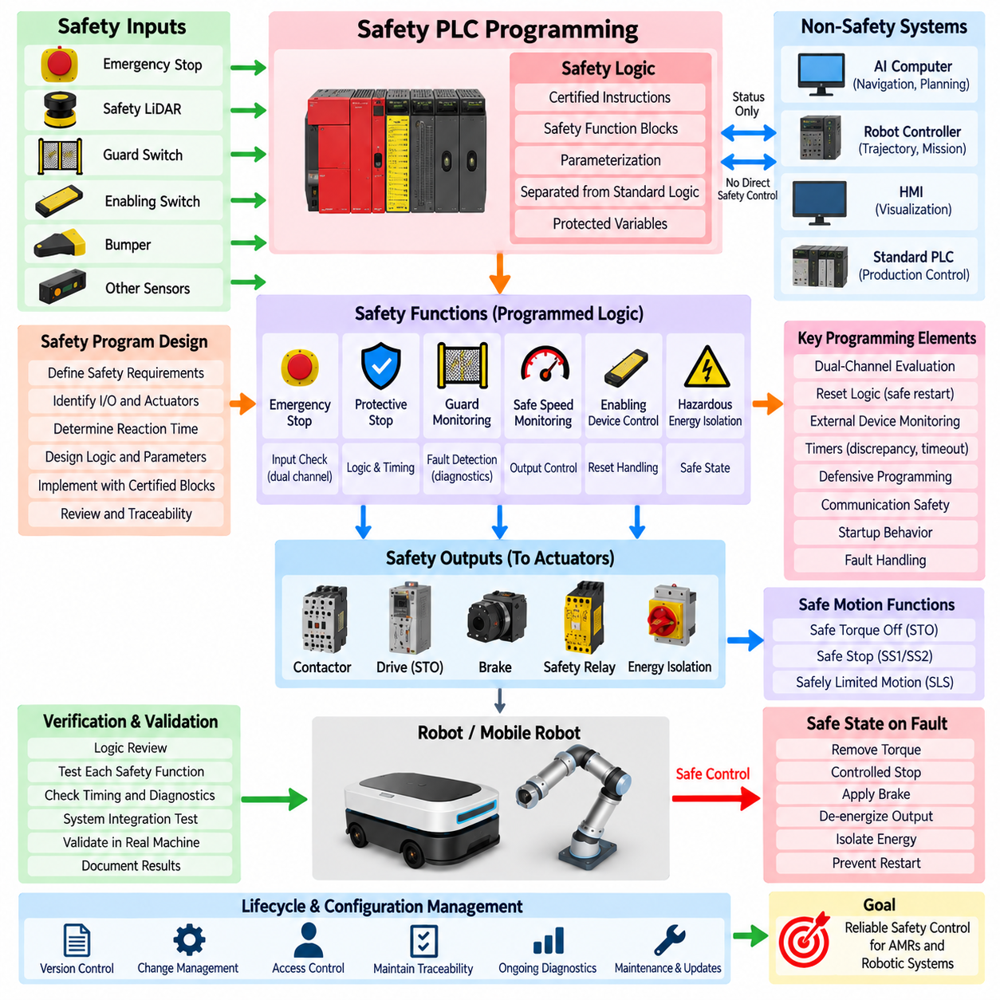 Safety Inputs
Emergency Stop
Safety LiDAR
Guard Switch
Enabling Switch
Bumper
Other Sensors
Safety PLC Programming
Safety Logic
Certified Instructions
Safety Function Blocks
Parameterization
Separated from Standard Logic
Protected Variables
Status
Only
No Direct
Safety Control
Non-Safety Systems
AI Computer
(Navigation, Planning)
Robot Controller
(Trajectory, Mission)
HMI
(Visualization)
Standard PLC
(Production Control)
Safety Program Design
Define Safety Requirements
Identify I/O and Actuators
Determine Reaction Time
Design Logic and Parameters
Implement with Certified Blocks
Review and Traceability
Safety Functions (Programmed Logic)
Emergency
Stop
Protective
Stop
Guard
Monitoring
Safe Speed
Monitoring
Enabling
Device Control
Hazardous
Energy Isolation
Input Check
(dual channel)
Logic & Timing
Fault Detection
(diagnostics)
Output Control
Reset Handling
Safe State
Key Programming Elements
Dual-Channel Evaluation
Reset Logic (safe restart)
External Device Monitoring
Timers (discrepancy, timeout)
Defensive Programming
Communication Safety
Startup Behavior
Fault Handling
Safety Outputs (To Actuators)
Contactor
Drive (STO)
Brake
Safety Relay
Energy Isolation
Safe Motion Functions
Safe Torque Off (STO)
Safe Stop (SS1/SS2)
Safely Limited Motion (SLS)
Verification & Validation
Logic Review
Test Each Safety Function
Check Timing and Diagnostics
System Integration Test
Validate in Real Machine
Document Results
Robot / Mobile Robot
Safe Control
Safe State on Fault
Remove Torque
Controlled Stop
Apply Brake
De-energize Output
Isolate Energy
Prevent Restart
Lifecycle & Configuration Management
Version Control
Change Management
Access Control
Maintain Traceability
Ongoing Diagnostics
Maintenance & Updates
Goal
Reliable Safety Control
for AMRs and
Robotic Systems